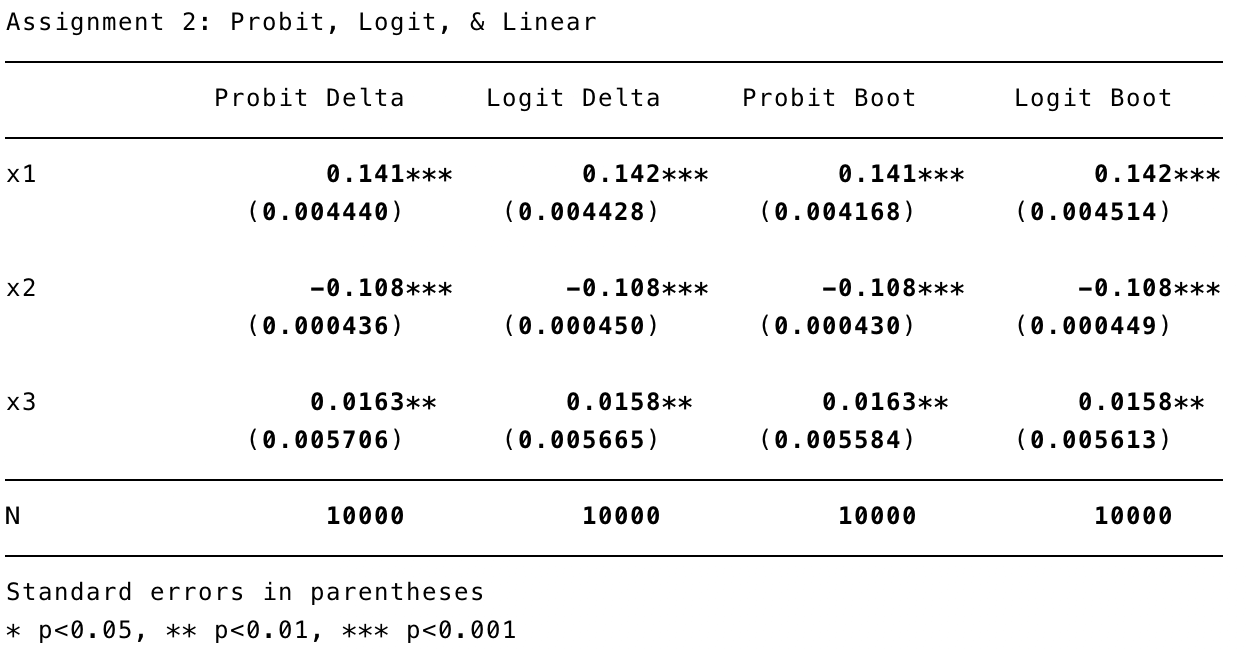 Assignment 2: Probit, Logit, & Linear
Probit Delta Logit Delta Probit Boot Logit Boot
x1 0.141*** 0.142*** 0.141*** 0.142***
(0.004440) (0.004428) (0.004168) (0.004514)
x2 -0.108*** -0.108*** -0.108*** -0.108***
(0.000436) (0.000450) (0.000430) (0.000449)
x3 0.0163** 0.0158** 0.0163** 0.0158**
(0.005706) (0.005665) (0.005584) (0.005613)
N 10000 10000 10000 10000
Standard errors in parentheses
* p<0.05, ** p<0.01, *** p<0.001